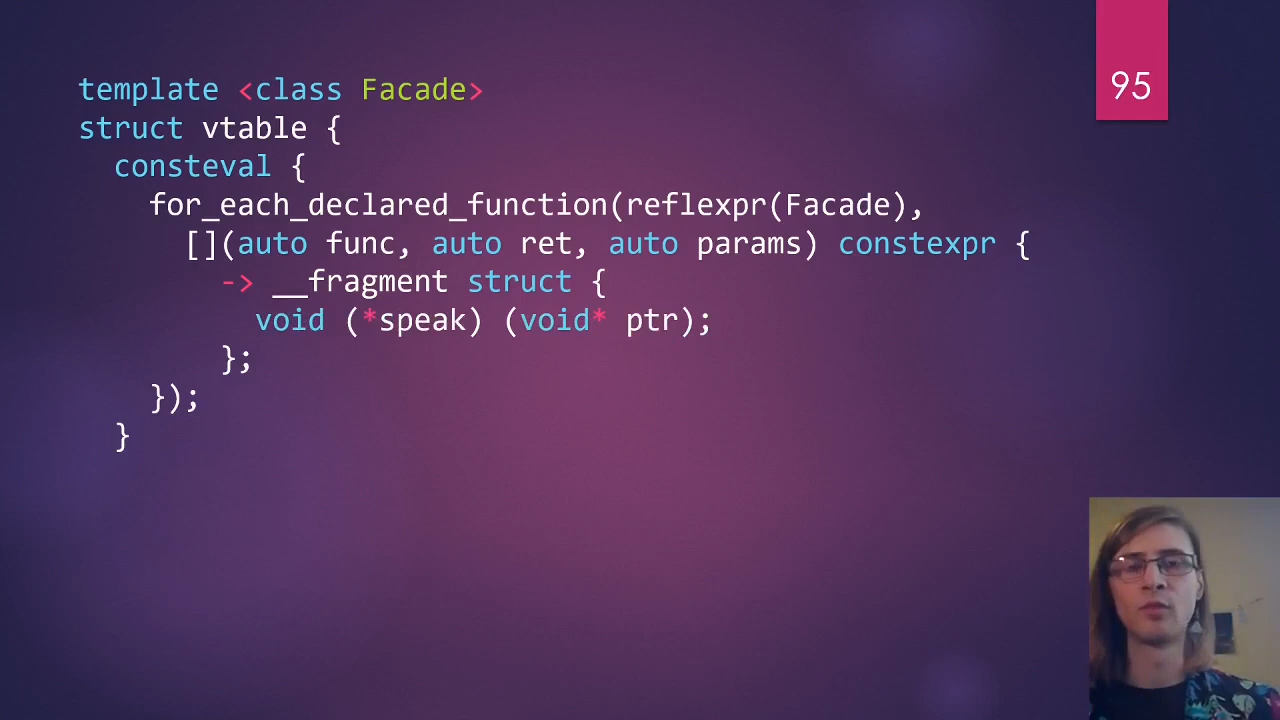 95
template <class Facade>
struct vtable {
consteval {
for_each_declared_function(reflexpr(Facade),
[](auto func, auto ret, auto params) constexpr {
-> __fragment struct {
void (*speak) (void* ptr);
};
});
}